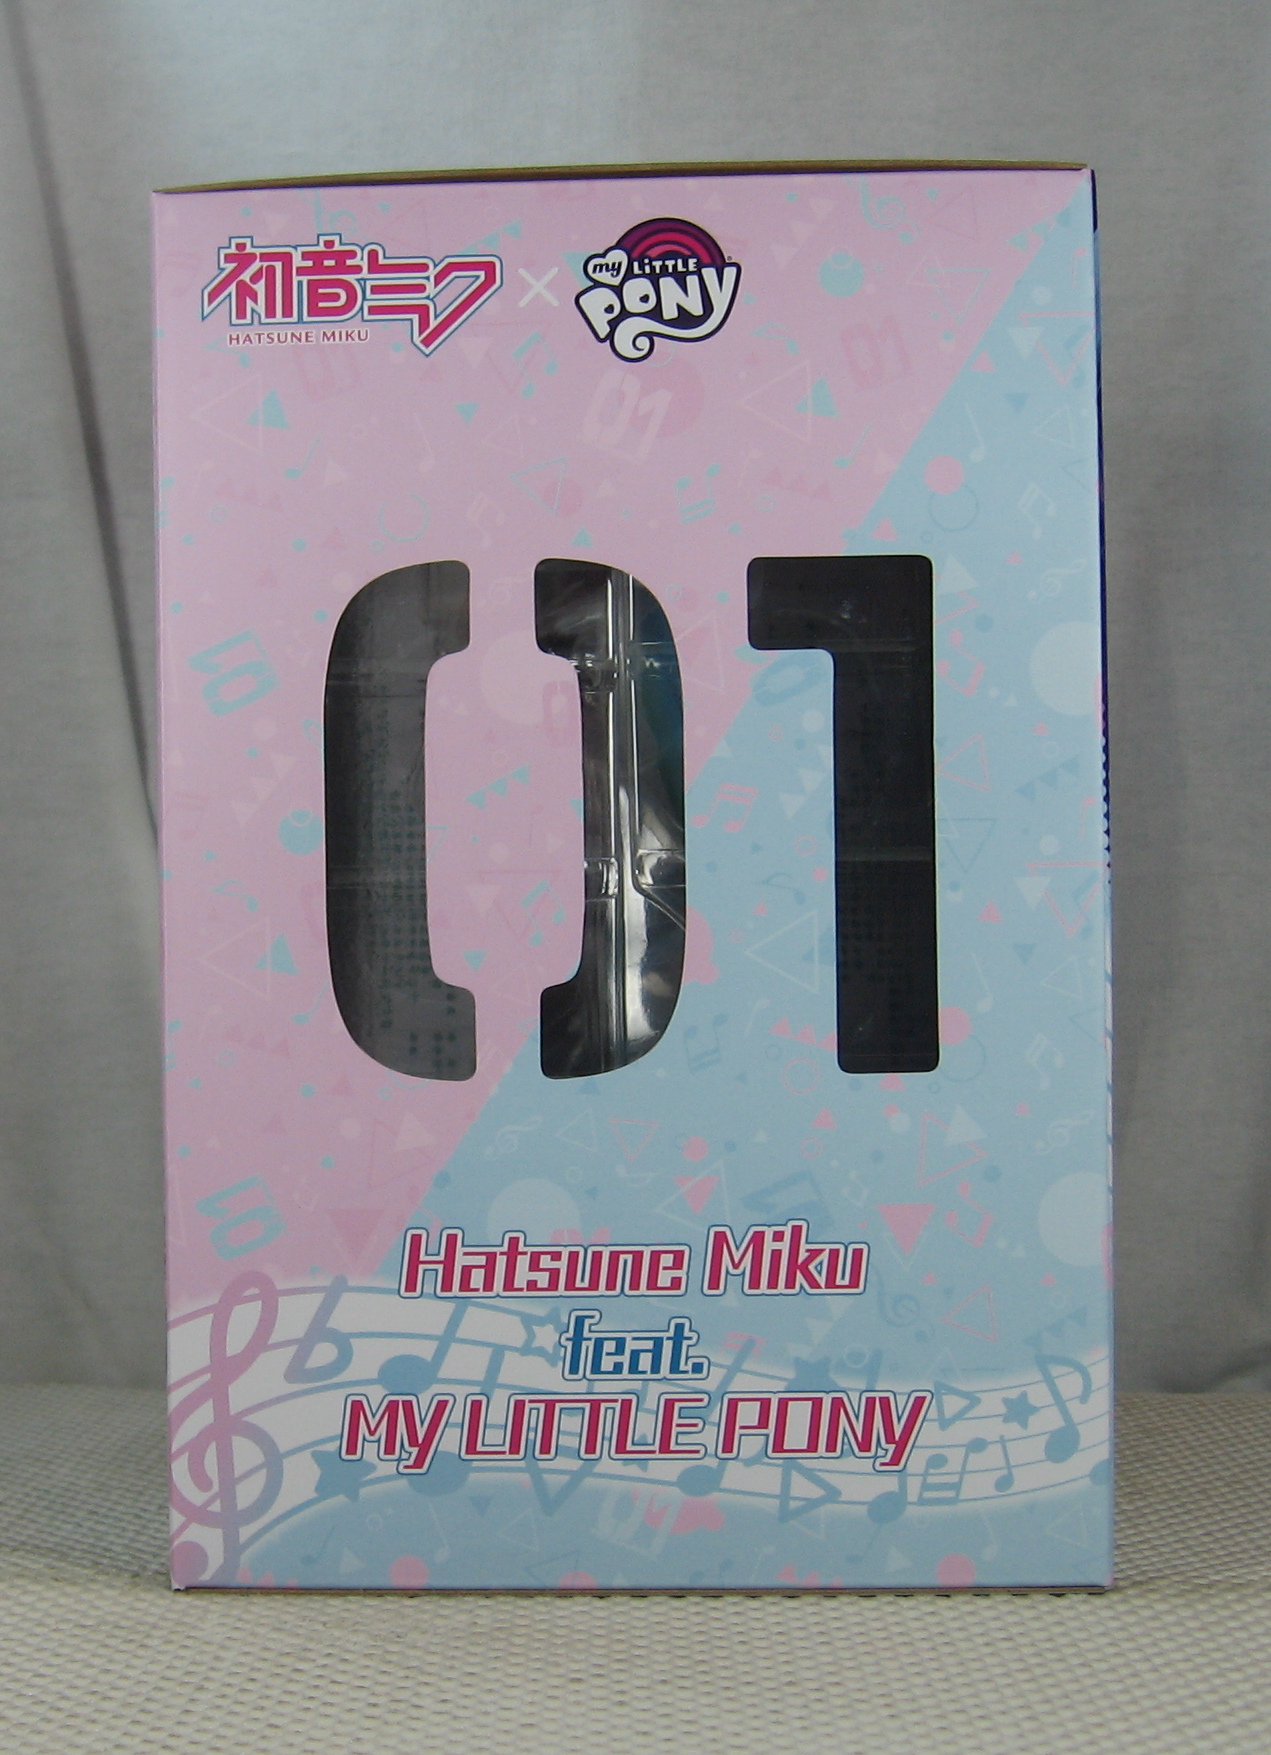 初音ミク × my LiTTLE PONY
HATSUNE MIKU
01
Hatsune Miku
feat.
MY LITTLE PONY